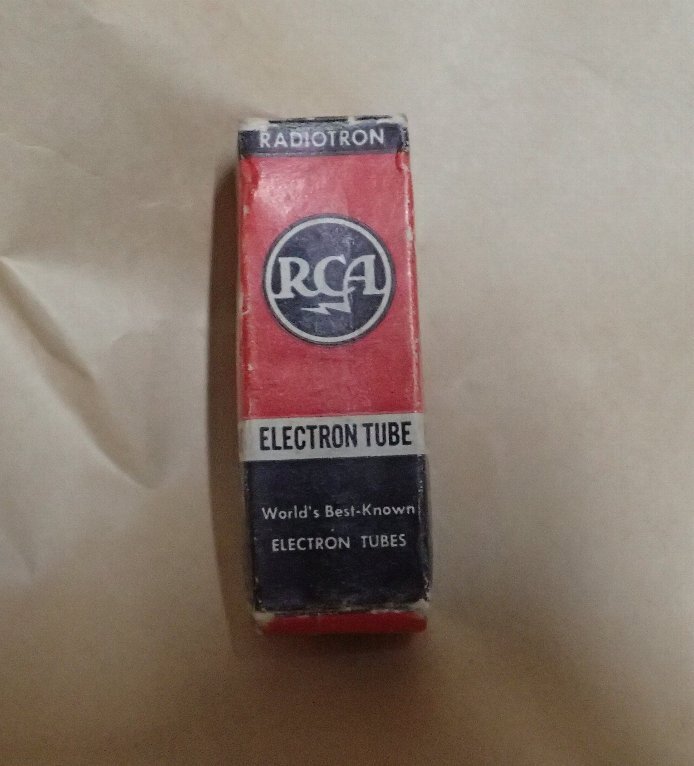 RADIOTRON
RCA
ELECTRON TUBE
World's Best-Known
ELECTRON TUBES